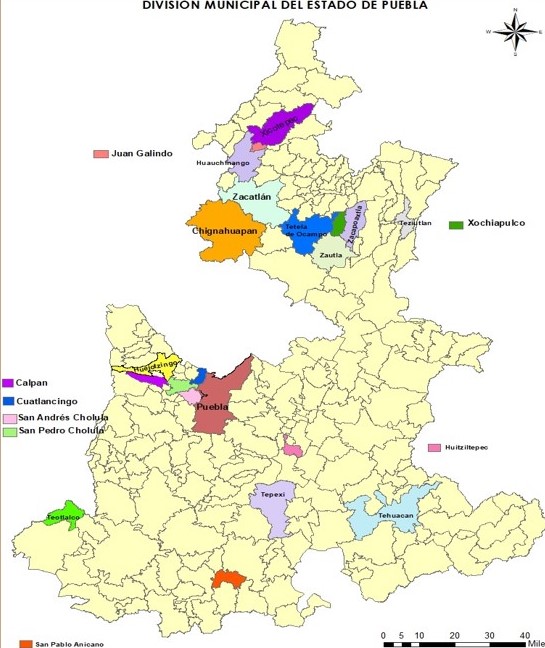 DIVISION MUNICIPAL DEL ESTADO DE PUEBLA
N
W
E
S
Xicotepec
Juan Galindo
Huauchinango
Zacatlán
Chignahuapan
Tetela
de Ocampo
Zacapoaxtla
Teziutlan
Xochiapulco
Zautla
Huejotzingo
Calpan
Cuatlancingo
San Andrés Cholula
San Pedro Cholula
Puebla
Huitziltepec
Tepexi
Tehuacan
Teotlalco
San Pablo Anicano
0 5 10 20 30 40
Mile